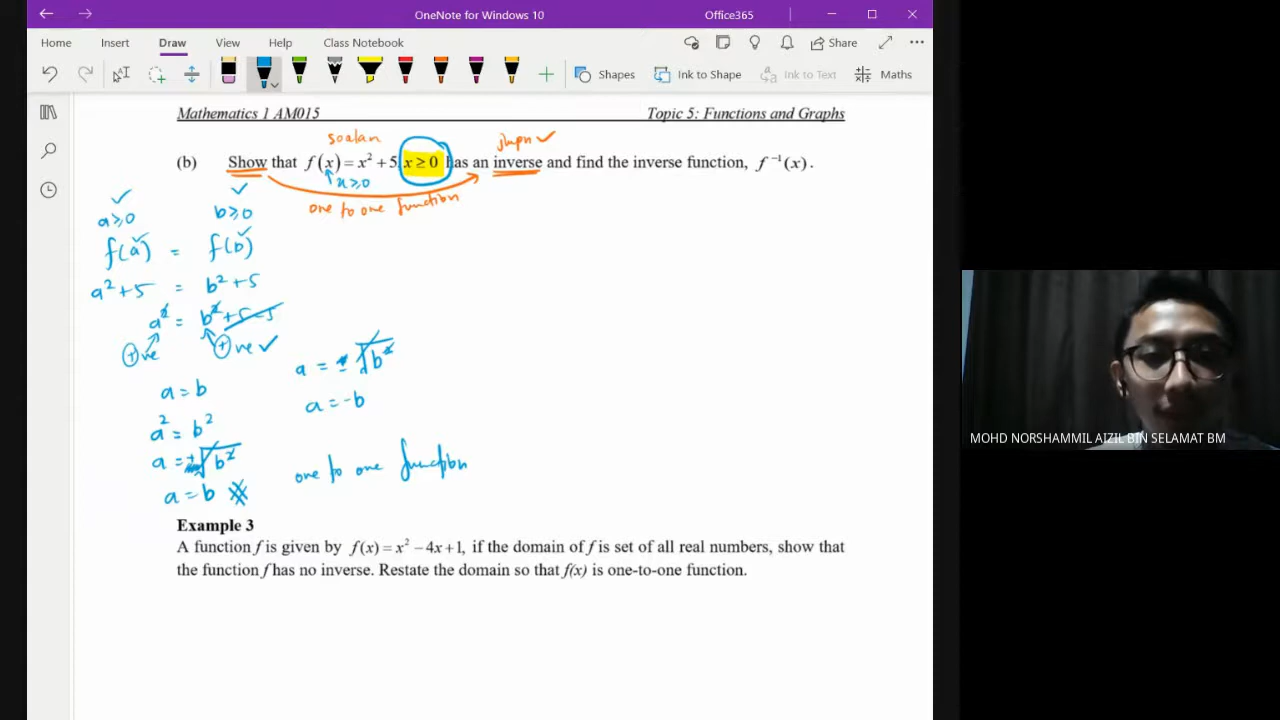 OneNote for Windows 10
Office365
Home Insert Draw View Help Class Notebook Share
Shapes Ink to Shape Ink to Text Maths
Mathematics 1 AM015 Topic 5: Functions and Graphs
soalan
✓
(b) Show that f(x) = x² + 5, x ≥ 0 has an inverse and find the inverse function, f⁻¹(x).
x ≥ 0
one to one function
✓ ✓
a ≥ 0 b ≥ 0
f(a) = f(b)
a² + 5 = b² + 5
a² = b² + 5 - 5
+ve +ve ✓
a = ± √b²
a = b
a = -b
a² = b²
a = ± √b²
one to one function
a = b
Example 3
A function f is given by f(x) = x² − 4x + 1, if the domain of f is set of all real numbers, show that
the function f has no inverse. Restate the domain so that f(x) is one-to-one function.
MOHD NORSHAMMIL AIZIL BIN SELAMAT BM